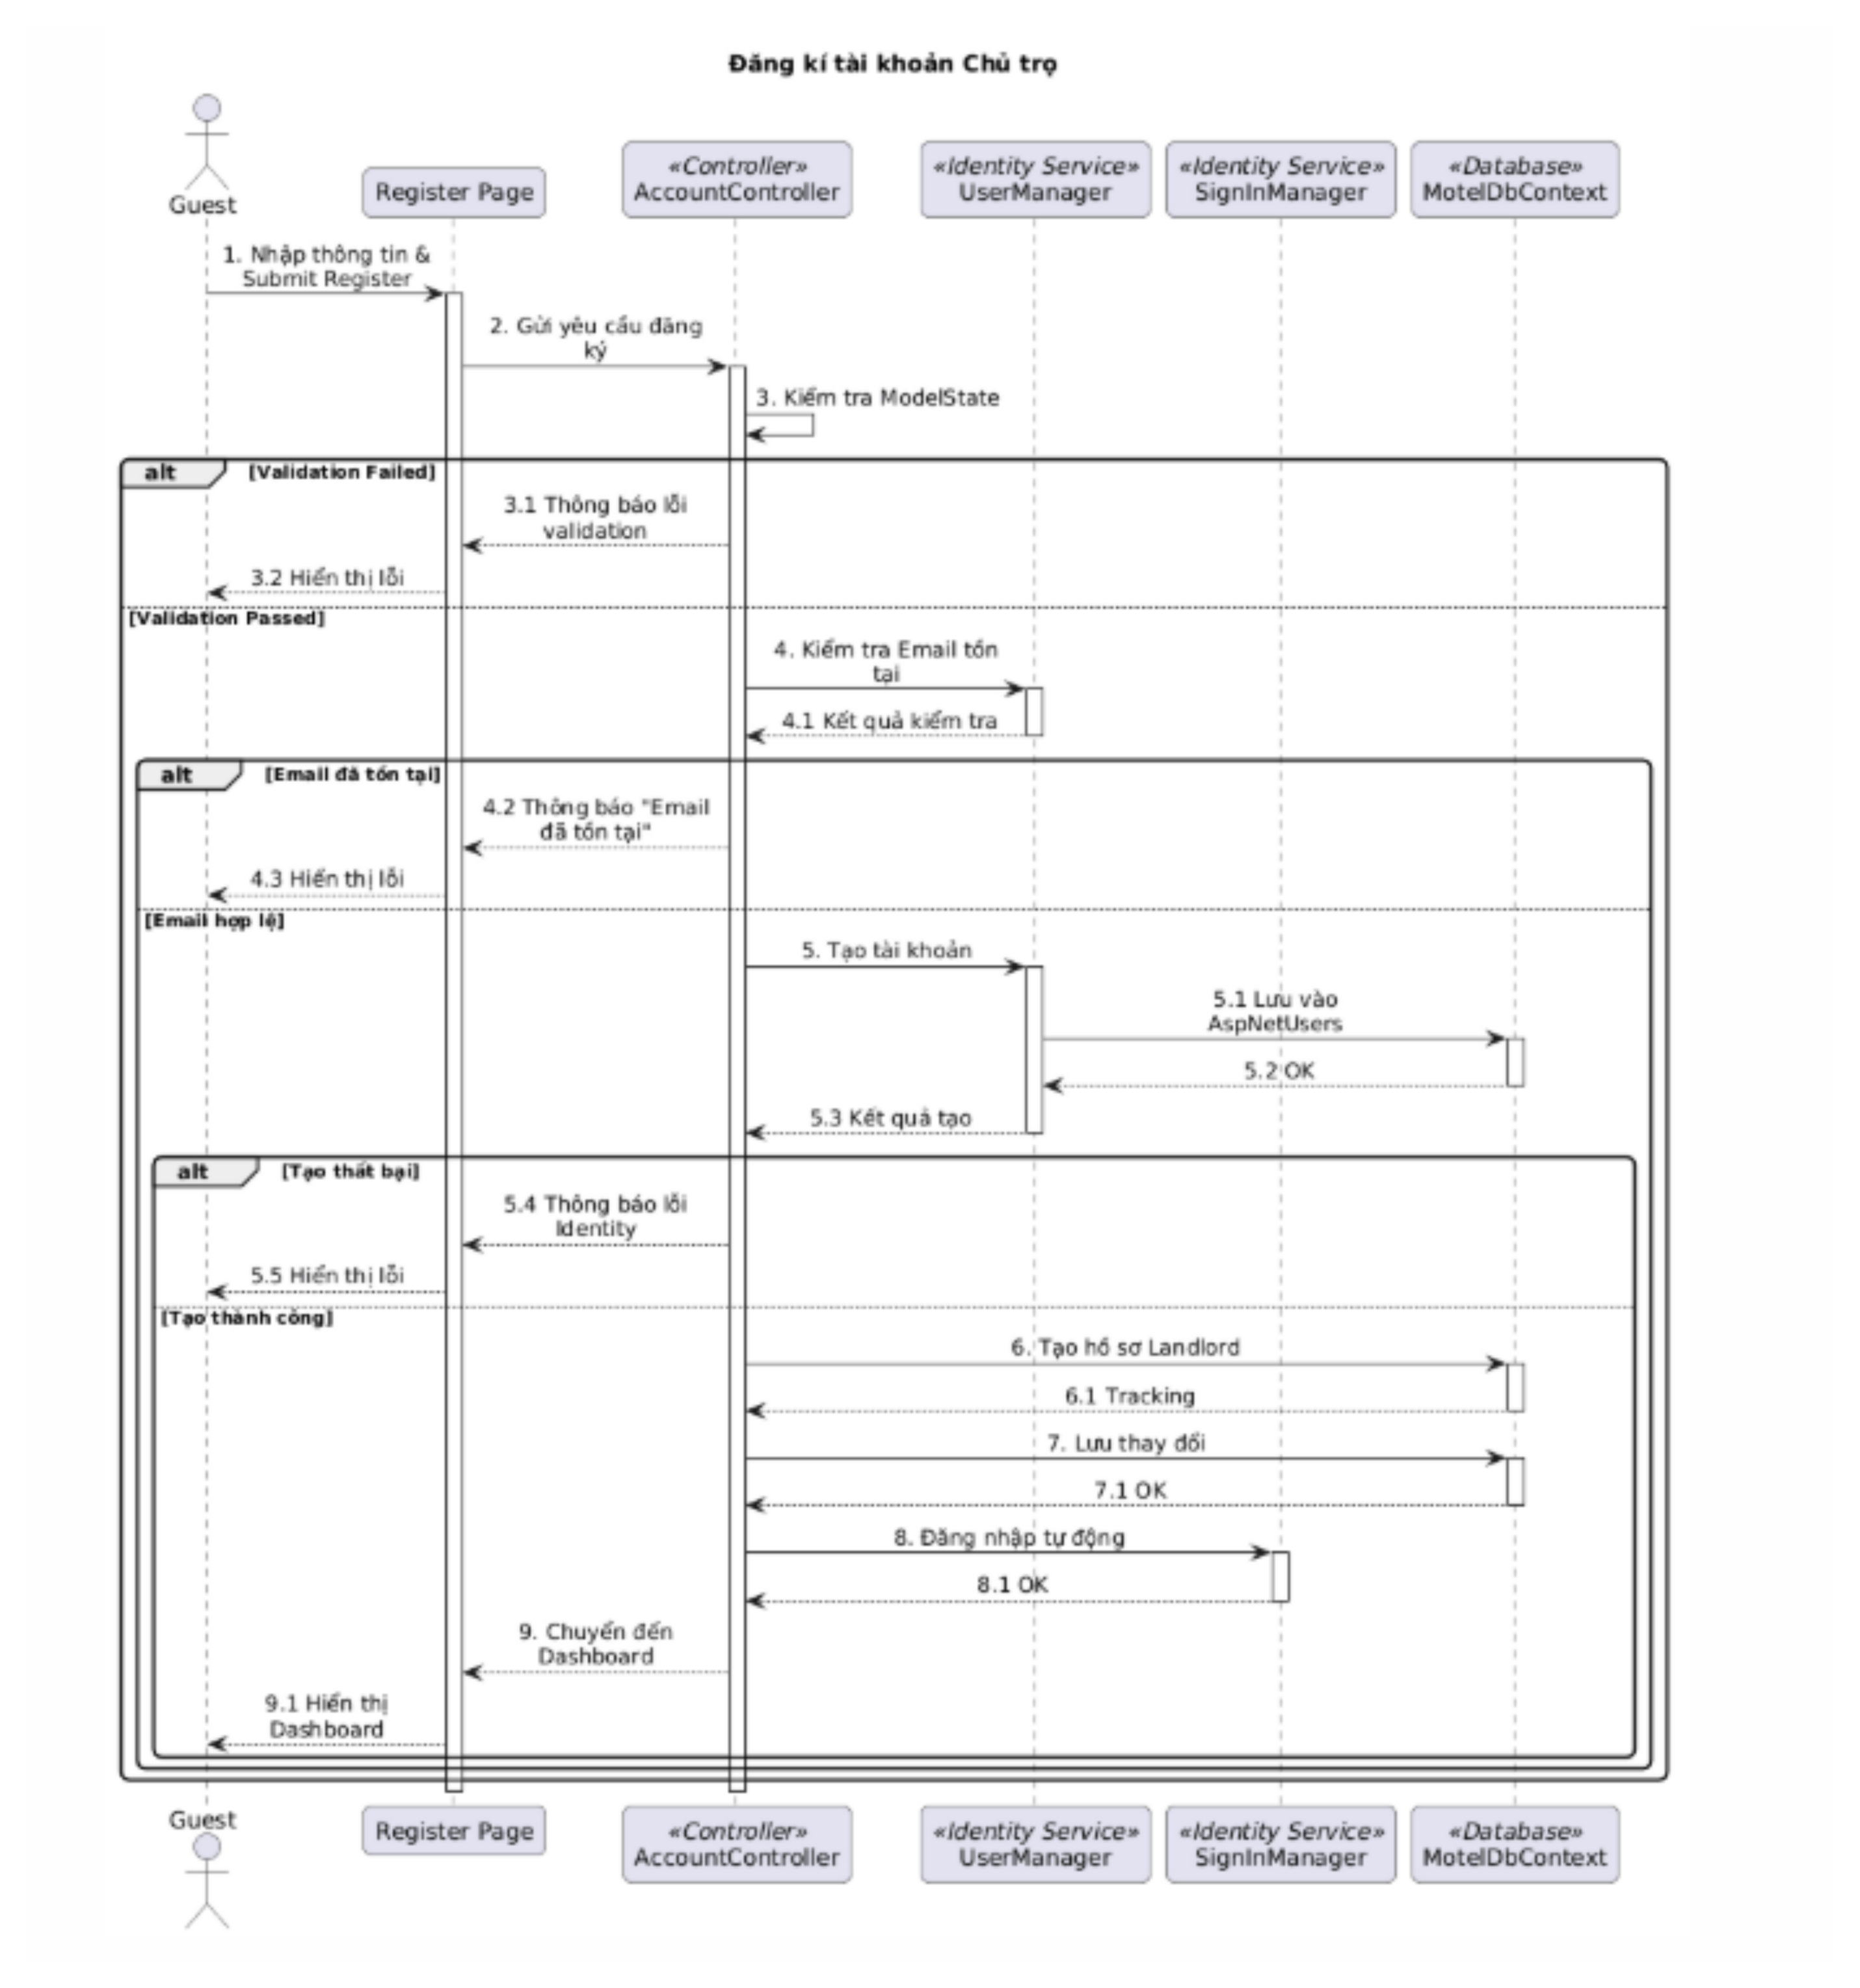 Đăng kí tài khoản Chủ trọ
Guest
Register Page
«Controller»
AccountController
«Identity Service»
UserManager
«Identity Service»
SignInManager
«Database»
MotelDbContext
1. Nhập thông tin &
Submit Register
2. Gửi yêu cầu đăng
ký
3. Kiểm tra ModelState
alt [Validation Failed]
3.1 Thông báo lỗi
validation
3.2 Hiển thị lỗi
[Validation Passed]
4. Kiểm tra Email tồn
tại
4.1 Kết quả kiểm tra
alt [Email đã tồn tại]
4.2 Thông báo "Email
đã tồn tại"
4.3 Hiển thị lỗi
[Email hợp lệ]
5. Tạo tài khoản
5.1 Lưu vào
AspNetUsers
5.2 OK
5.3 Kết quả tạo
alt [Tạo thất bại]
5.4 Thông báo lỗi
Identity
5.5 Hiển thị lỗi
[Tạo thành công]
6. Tạo hồ sơ Landlord
6.1 Tracking
7. Lưu thay đổi
7.1 OK
8. Đăng nhập tự động
8.1 OK
9. Chuyển đến
Dashboard
9.1 Hiển thị
Dashboard
Guest
Register Page
«Controller»
AccountController
«Identity Service»
UserManager
«Identity Service»
SignInManager
«Database»
MotelDbContext